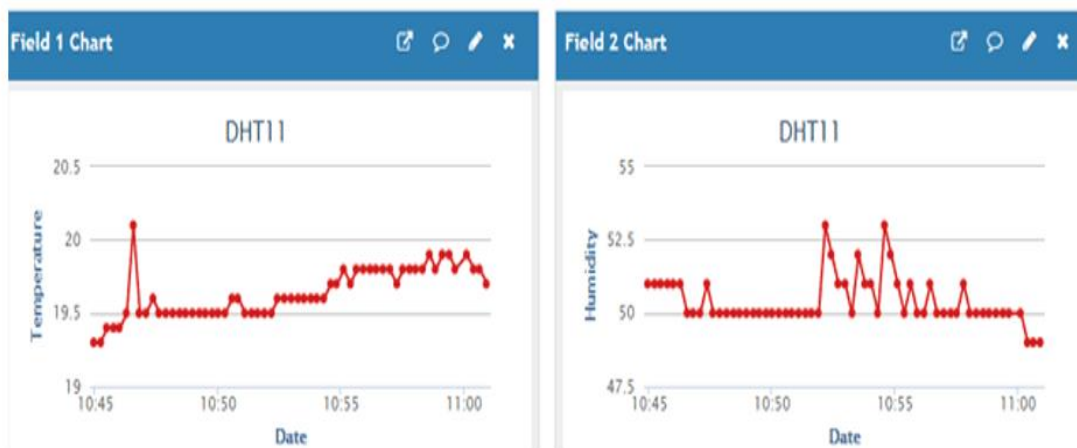 Field 1 Chart
DHT11
20.5
20
19.5
19
Temperature
10:45
10:50
10:55
11:00
Date
Field 2 Chart
DHT11
55
52.5
50
47.5
Humidity
10:45
10:50
10:55
11:00
Date